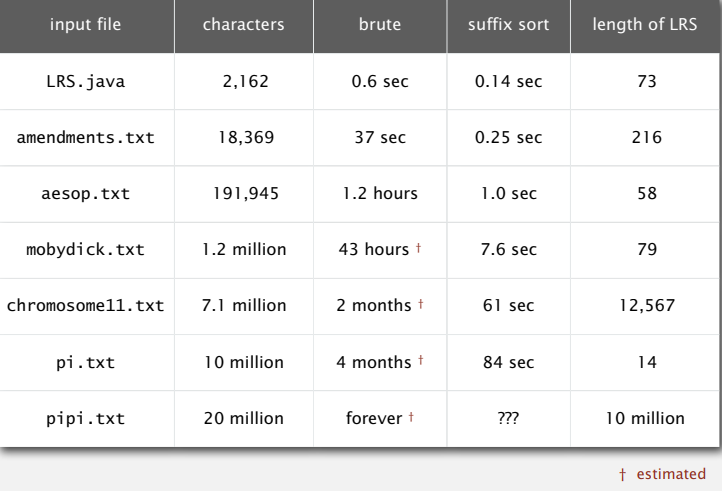 input file characters brute suffix sort length of LRS
LRS.java 2,162 0.6 sec 0.14 sec 73
amendments.txt 18,369 37 sec 0.25 sec 216
aesop.txt 191,945 1.2 hours 1.0 sec 58
mobydick.txt 1.2 million 43 hours † 7.6 sec 79
chromosome11.txt 7.1 million 2 months † 61 sec 12,567
pi.txt 10 million 4 months † 84 sec 14
pipi.txt 20 million forever † ??? 10 million
† estimated